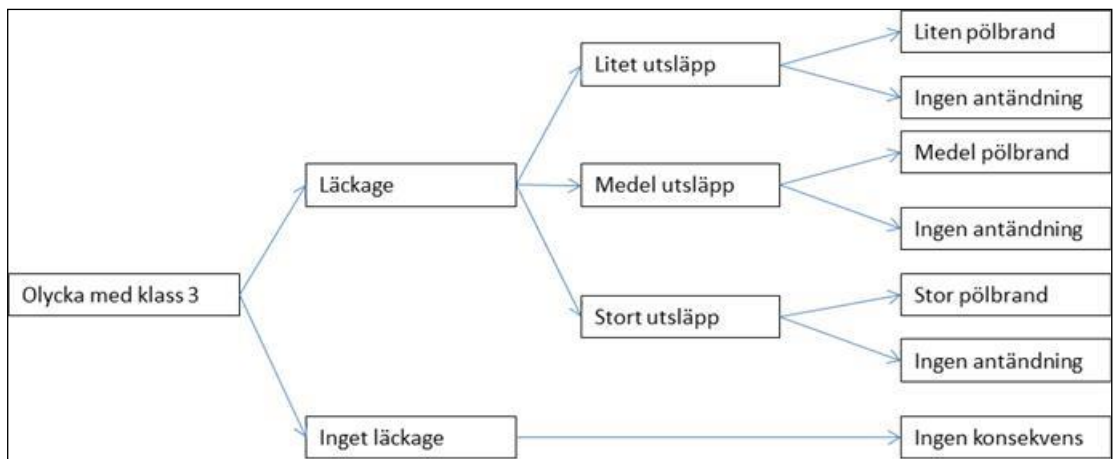 Olycka med klass 3
Läckage
Inget läckage
Litet utsläpp
Medel utsläpp
Stort utsläpp
Liten pölbrand
Ingen antändning
Medel pölbrand
Ingen antändning
Stor pölbrand
Ingen antändning
Ingen konsekvens